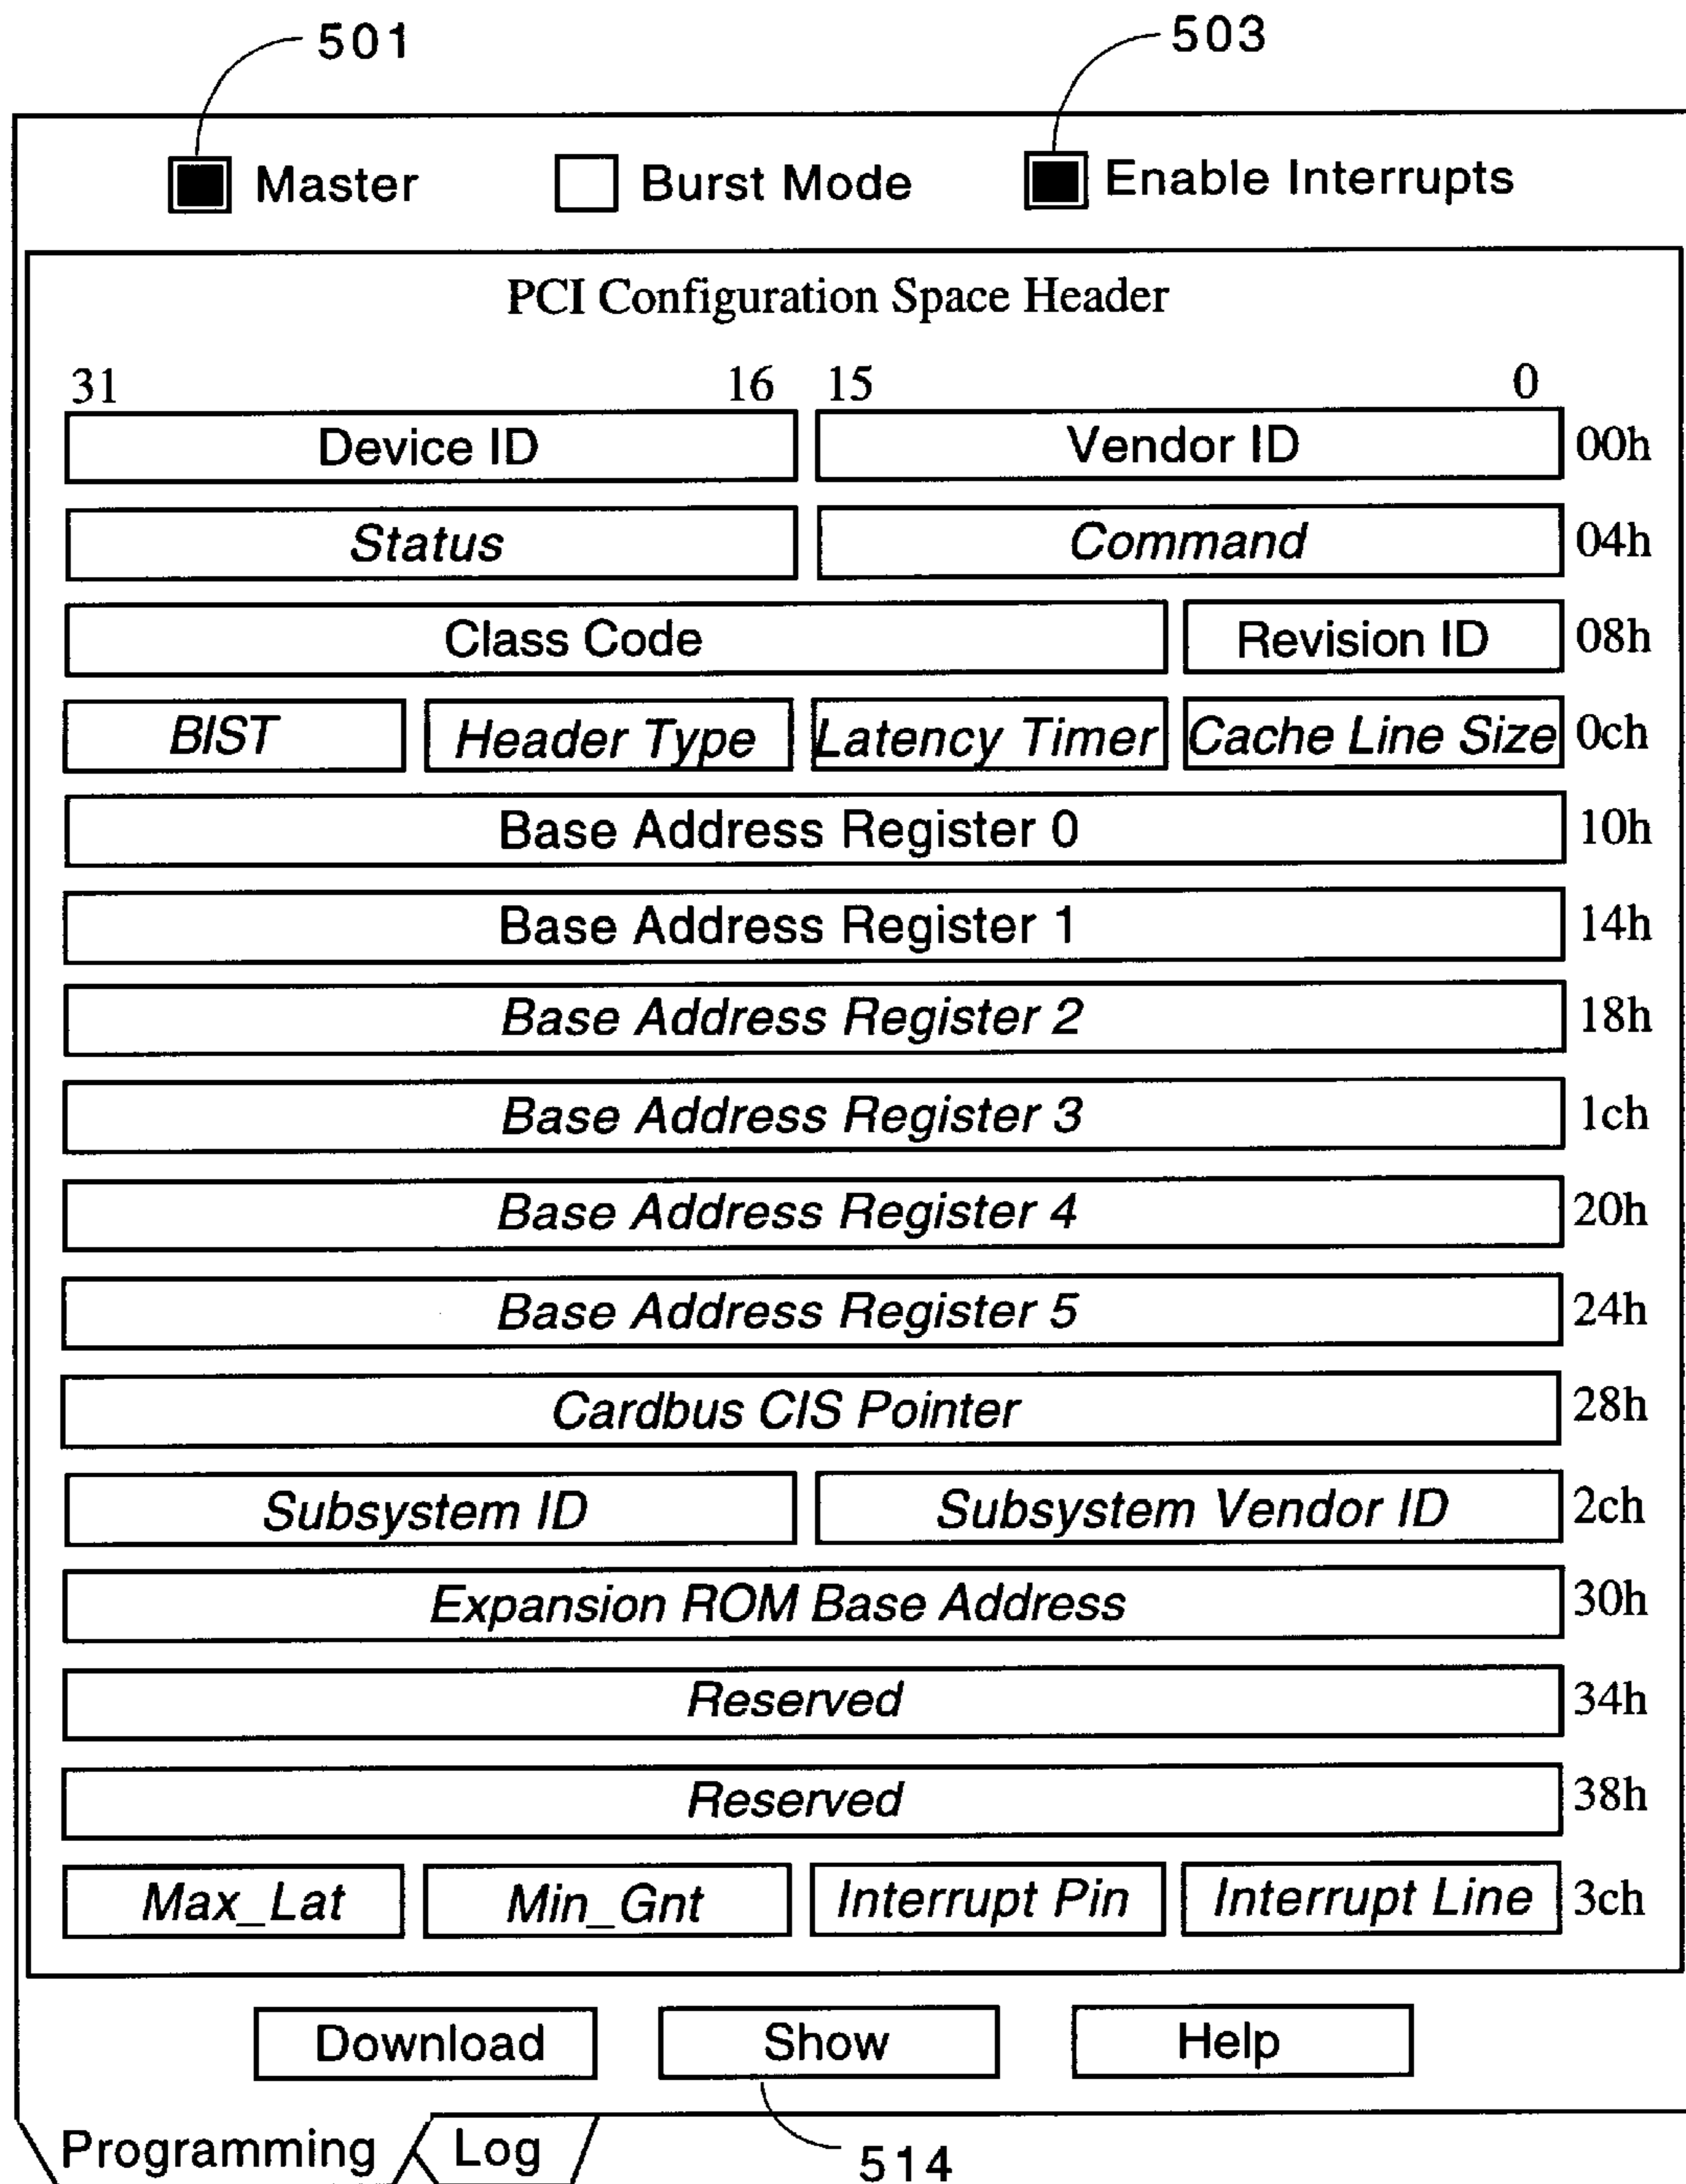 501 503
Master Burst Mode Enable Interrupts
PCI Configuration Space Header
31 16 15 0
Device ID Vendor ID 00h
Status Command 04h
Class Code Revision ID 08h
BIST Header Type Latency Timer Cache Line Size 0ch
Base Address Register 0 10h
Base Address Register 1 14h
Base Address Register 2 18h
Base Address Register 3 1ch
Base Address Register 4 20h
Base Address Register 5 24h
Cardbus CIS Pointer 28h
Subsystem ID Subsystem Vendor ID 2ch
Expansion ROM Base Address 30h
Reserved 34h
Reserved 38h
Max_Lat Min_Gnt Interrupt Pin Interrupt Line 3ch
Download Show Help
Programming Log 514